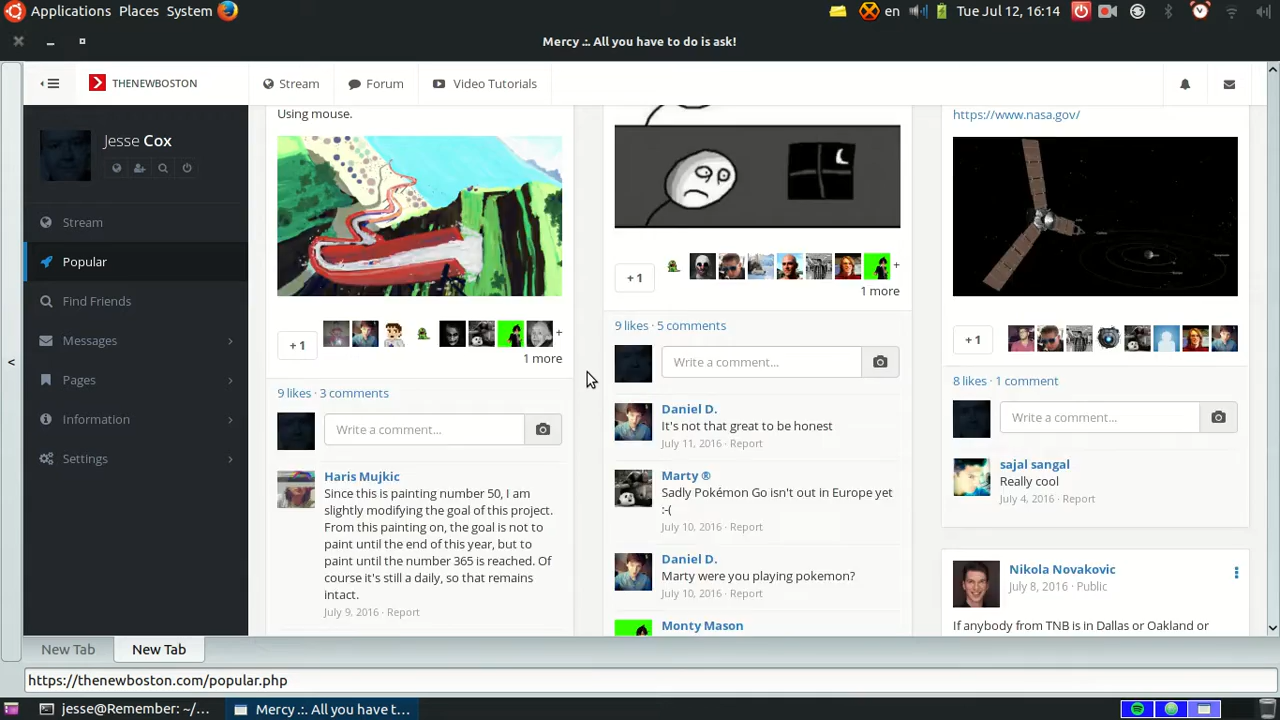 Applications Places System
en
Tue Jul 12, 16:14
Mercy .:. All you have to do is ask!
THENEWBOSTON
Stream
Forum
Video Tutorials
Jesse Cox
Stream
Popular
Find Friends
Messages
Pages
Information
Settings
Using mouse.
+ 1
+
1 more
9 likes · 3 comments
Write a comment...
Haris Mujkic
Since this is painting number 50, I am
slightly modifying the goal of this project.
From this painting on, the goal is not to
paint until the end of this year, but to
paint until the number 365 is reached. Of
course it's still a daily, so that remains
intact.
July 9, 2016 · Report
+ 1
+
1 more
9 likes · 5 comments
Write a comment...
Daniel D.
It's not that great to be honest
July 11, 2016 · Report
Marty ®
Sadly Pokémon Go isn't out in Europe yet
:-(
July 10, 2016 · Report
Daniel D.
Marty were you playing pokemon?
July 10, 2016 · Report
Monty Mason
https://www.nasa.gov/
+ 1
8 likes · 1 comment
Write a comment...
sajal sangal
Really cool
July 4, 2016 · Report
Nikola Novakovic
July 8, 2016 · Public
If anybody from TNB is in Dallas or Oakland or
<
New Tab
New Tab
https://thenewboston.com/popular.php
jesse@Remember: ~/...
Mercy .:. All you have t...